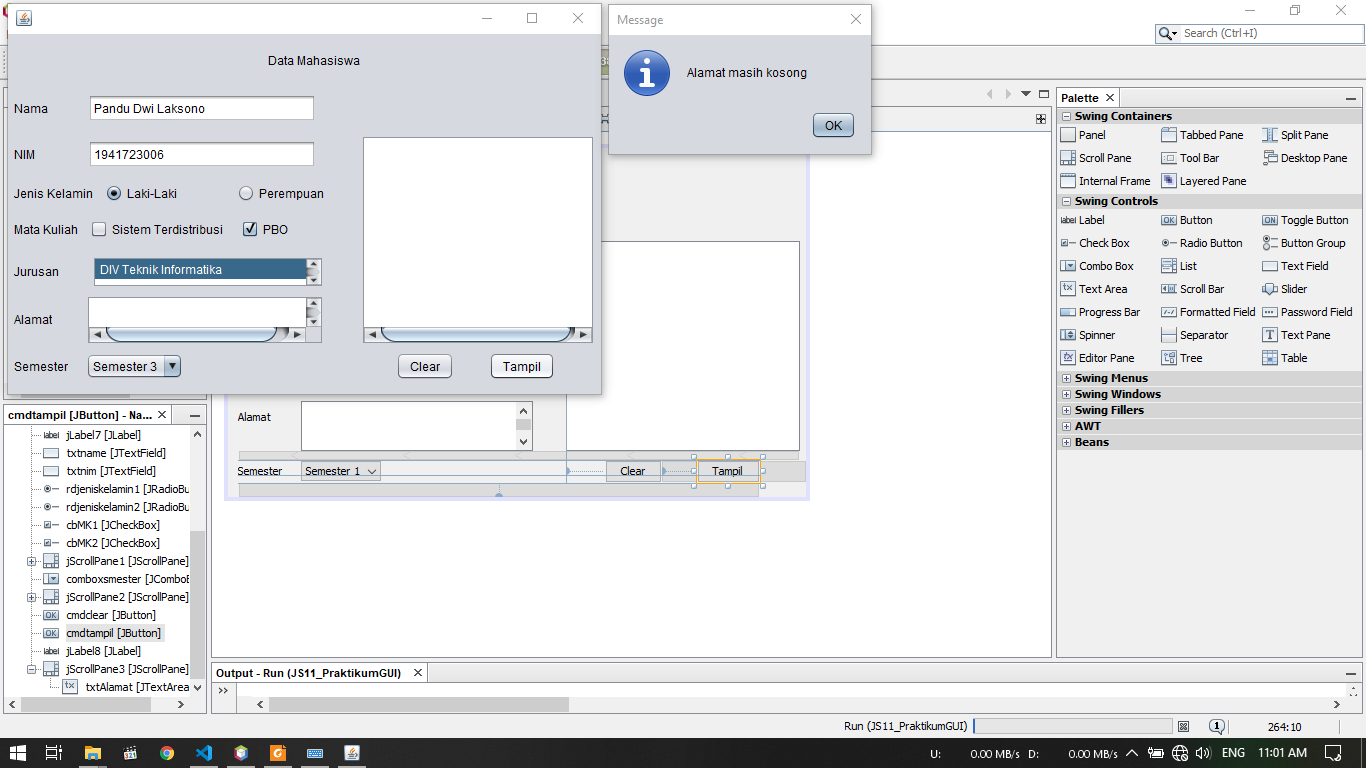 Data Mahasiswa
Nama
Pandu Dwi Laksono
NIM
1941723006
Jenis Kelamin
Laki-Laki
Perempuan
Mata Kuliah
Sistem Terdistribusi
PBO
Jurusan
DIV Teknik Informatika
Alamat
Semester
Semester 3
Clear
Tampil
Message
Alamat masih kosong
OK
Search (Ctrl+I)
Alamat
Semester
Semester 1
Clear
Tampil
cmdtampil [JButton] - Na...
jLabel7 [JLabel]
txtname [JTextField]
txtnim [JTextField]
rdjeniskelamin1 [JRadioBu
rdjeniskelamin2 [JRadioBu
cbMK1 [JCheckBox]
cbMK2 [JCheckBox]
jScrollPane1 [JScrollPane]
comboxsmester [JComboB
jScrollPane2 [JScrollPane]
cmdclear [JButton]
cmdtampil [JButton]
jLabel8 [JLabel]
jScrollPane3 [JScrollPane]
txtAlamat [JTextArea
Palette
Swing Containers
Panel
Tabbed Pane
Split Pane
Scroll Pane
Tool Bar
Desktop Pane
Internal Frame
Layered Pane
Swing Controls
Label
Button
Toggle Button
Check Box
Radio Button
Button Group
Combo Box
List
Text Field
Text Area
Scroll Bar
Slider
Progress Bar
Formatted Field
Password Field
Spinner
Separator
Text Pane
Editor Pane
Tree
Table
Swing Menus
Swing Windows
Swing Fillers
AWT
Beans
Output - Run (JS11_PraktikumGUI)
Run (JS11_PraktikumGUI)
1
264:10
U: 0.00 MB/s D: 0.00 MB/s
ENG
11:01 AM